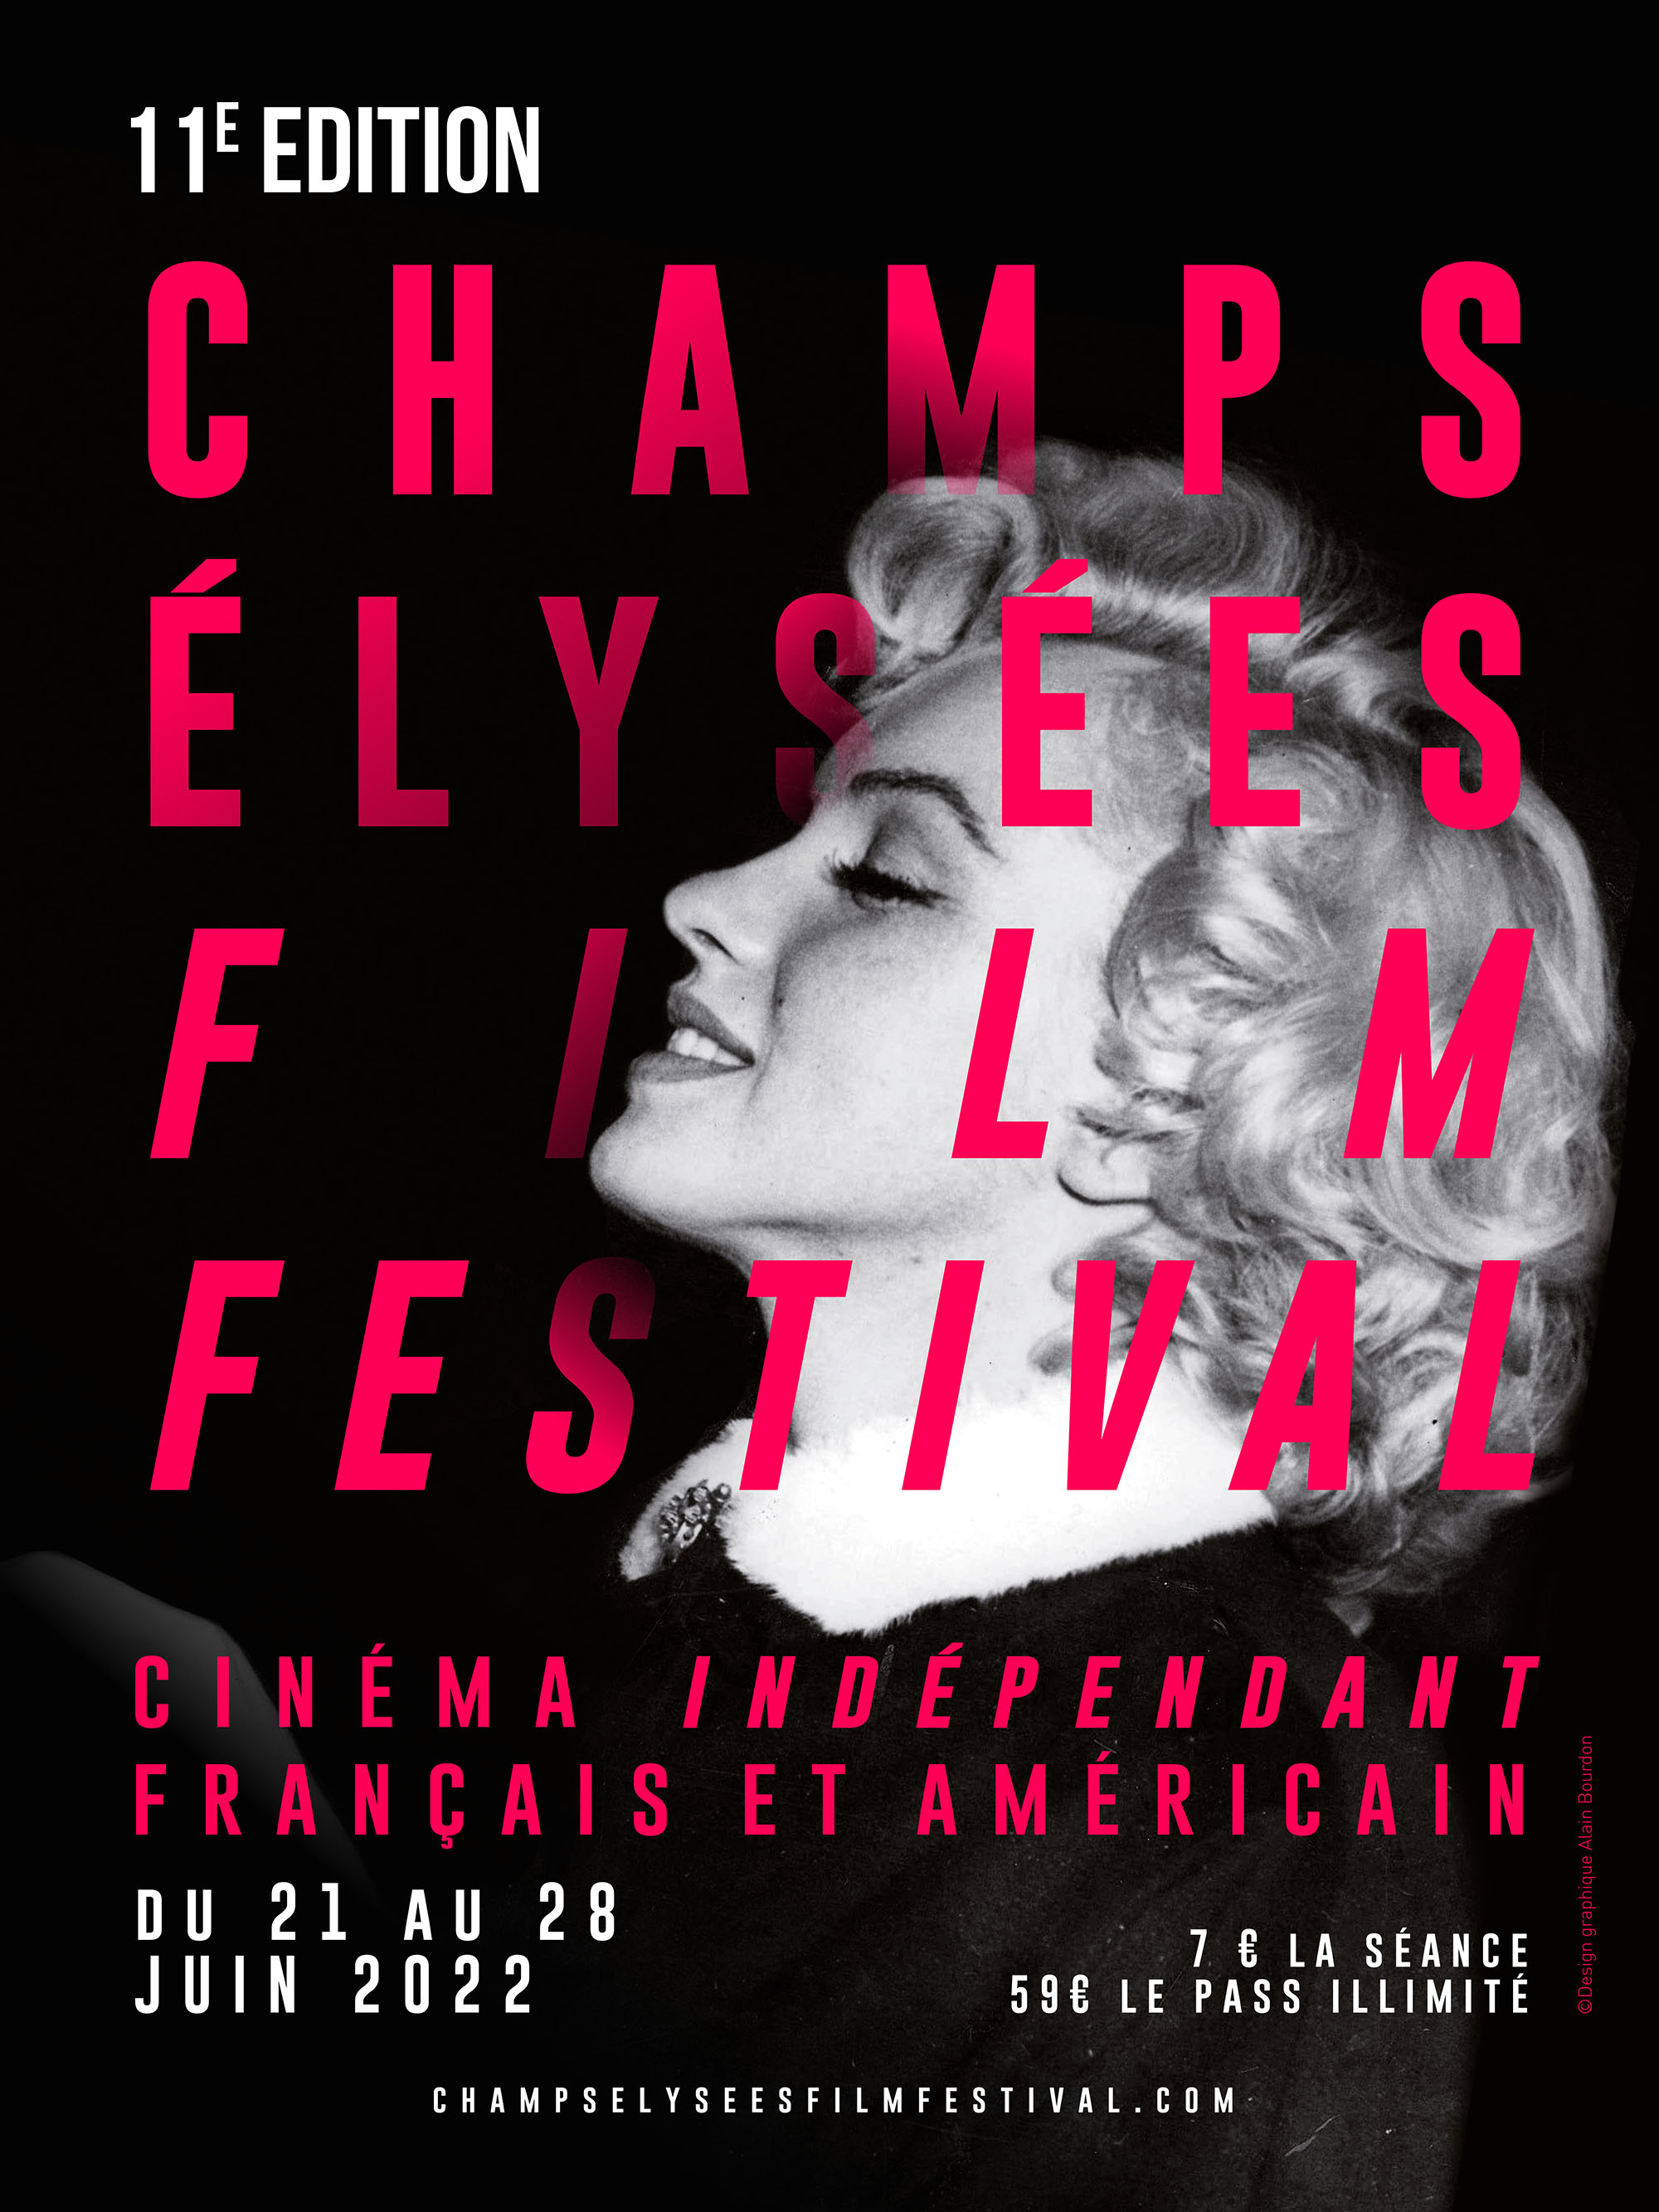 11E EDITION
CHAMPS
ÉLYSÉES
FILM
FESTIVAL
CINÉMA INDÉPENDANT
FRANÇAIS ET AMÉRICAIN
DU 21 AU 28
JUIN 2022
7 € LA SÉANCE
59€ LE PASS ILLIMITÉ
©Design graphique Alain Bourdon
CHAMPSELYSEESFILMFESTIVAL.COM